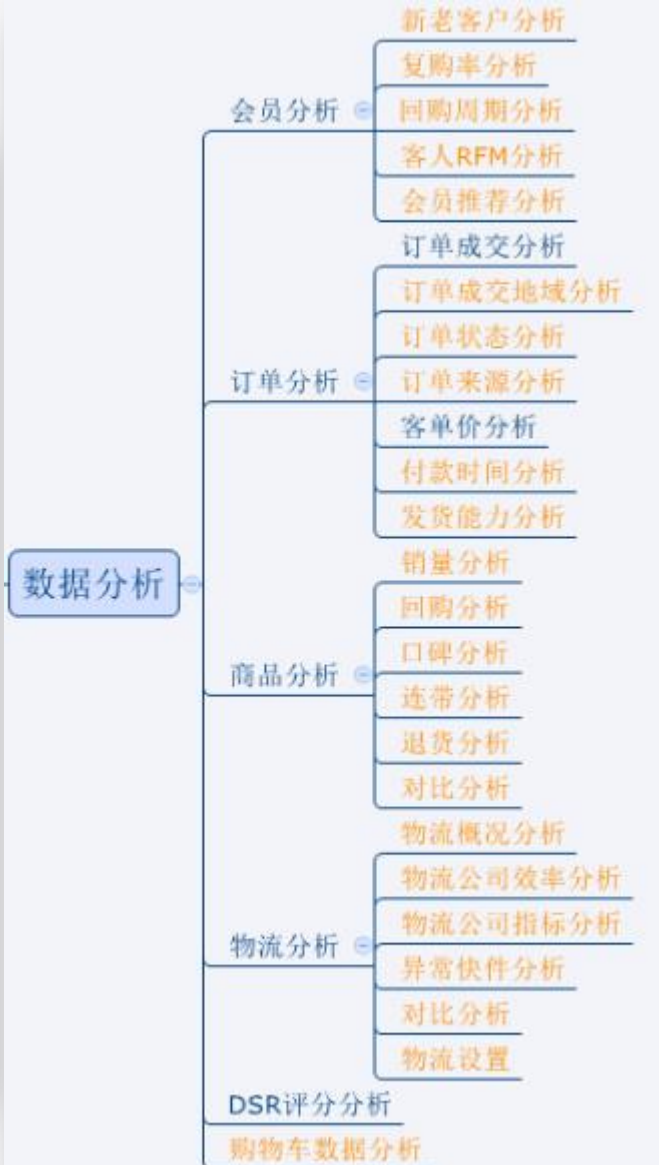 数据分析
会员分析
新老客户分析
复购率分析
回购周期分析
客人RFM分析
会员推荐分析
订单分析
订单成交分析
订单成交地域分析
订单状态分析
订单来源分析
客单价分析
付款时间分析
发货能力分析
商品分析
销量分析
回购分析
口碑分析
连带分析
退货分析
对比分析
物流分析
物流概况分析
物流公司效率分析
物流公司指标分析
异常快件分析
对比分析
物流设置
DSR评分分析
购物车数据分析